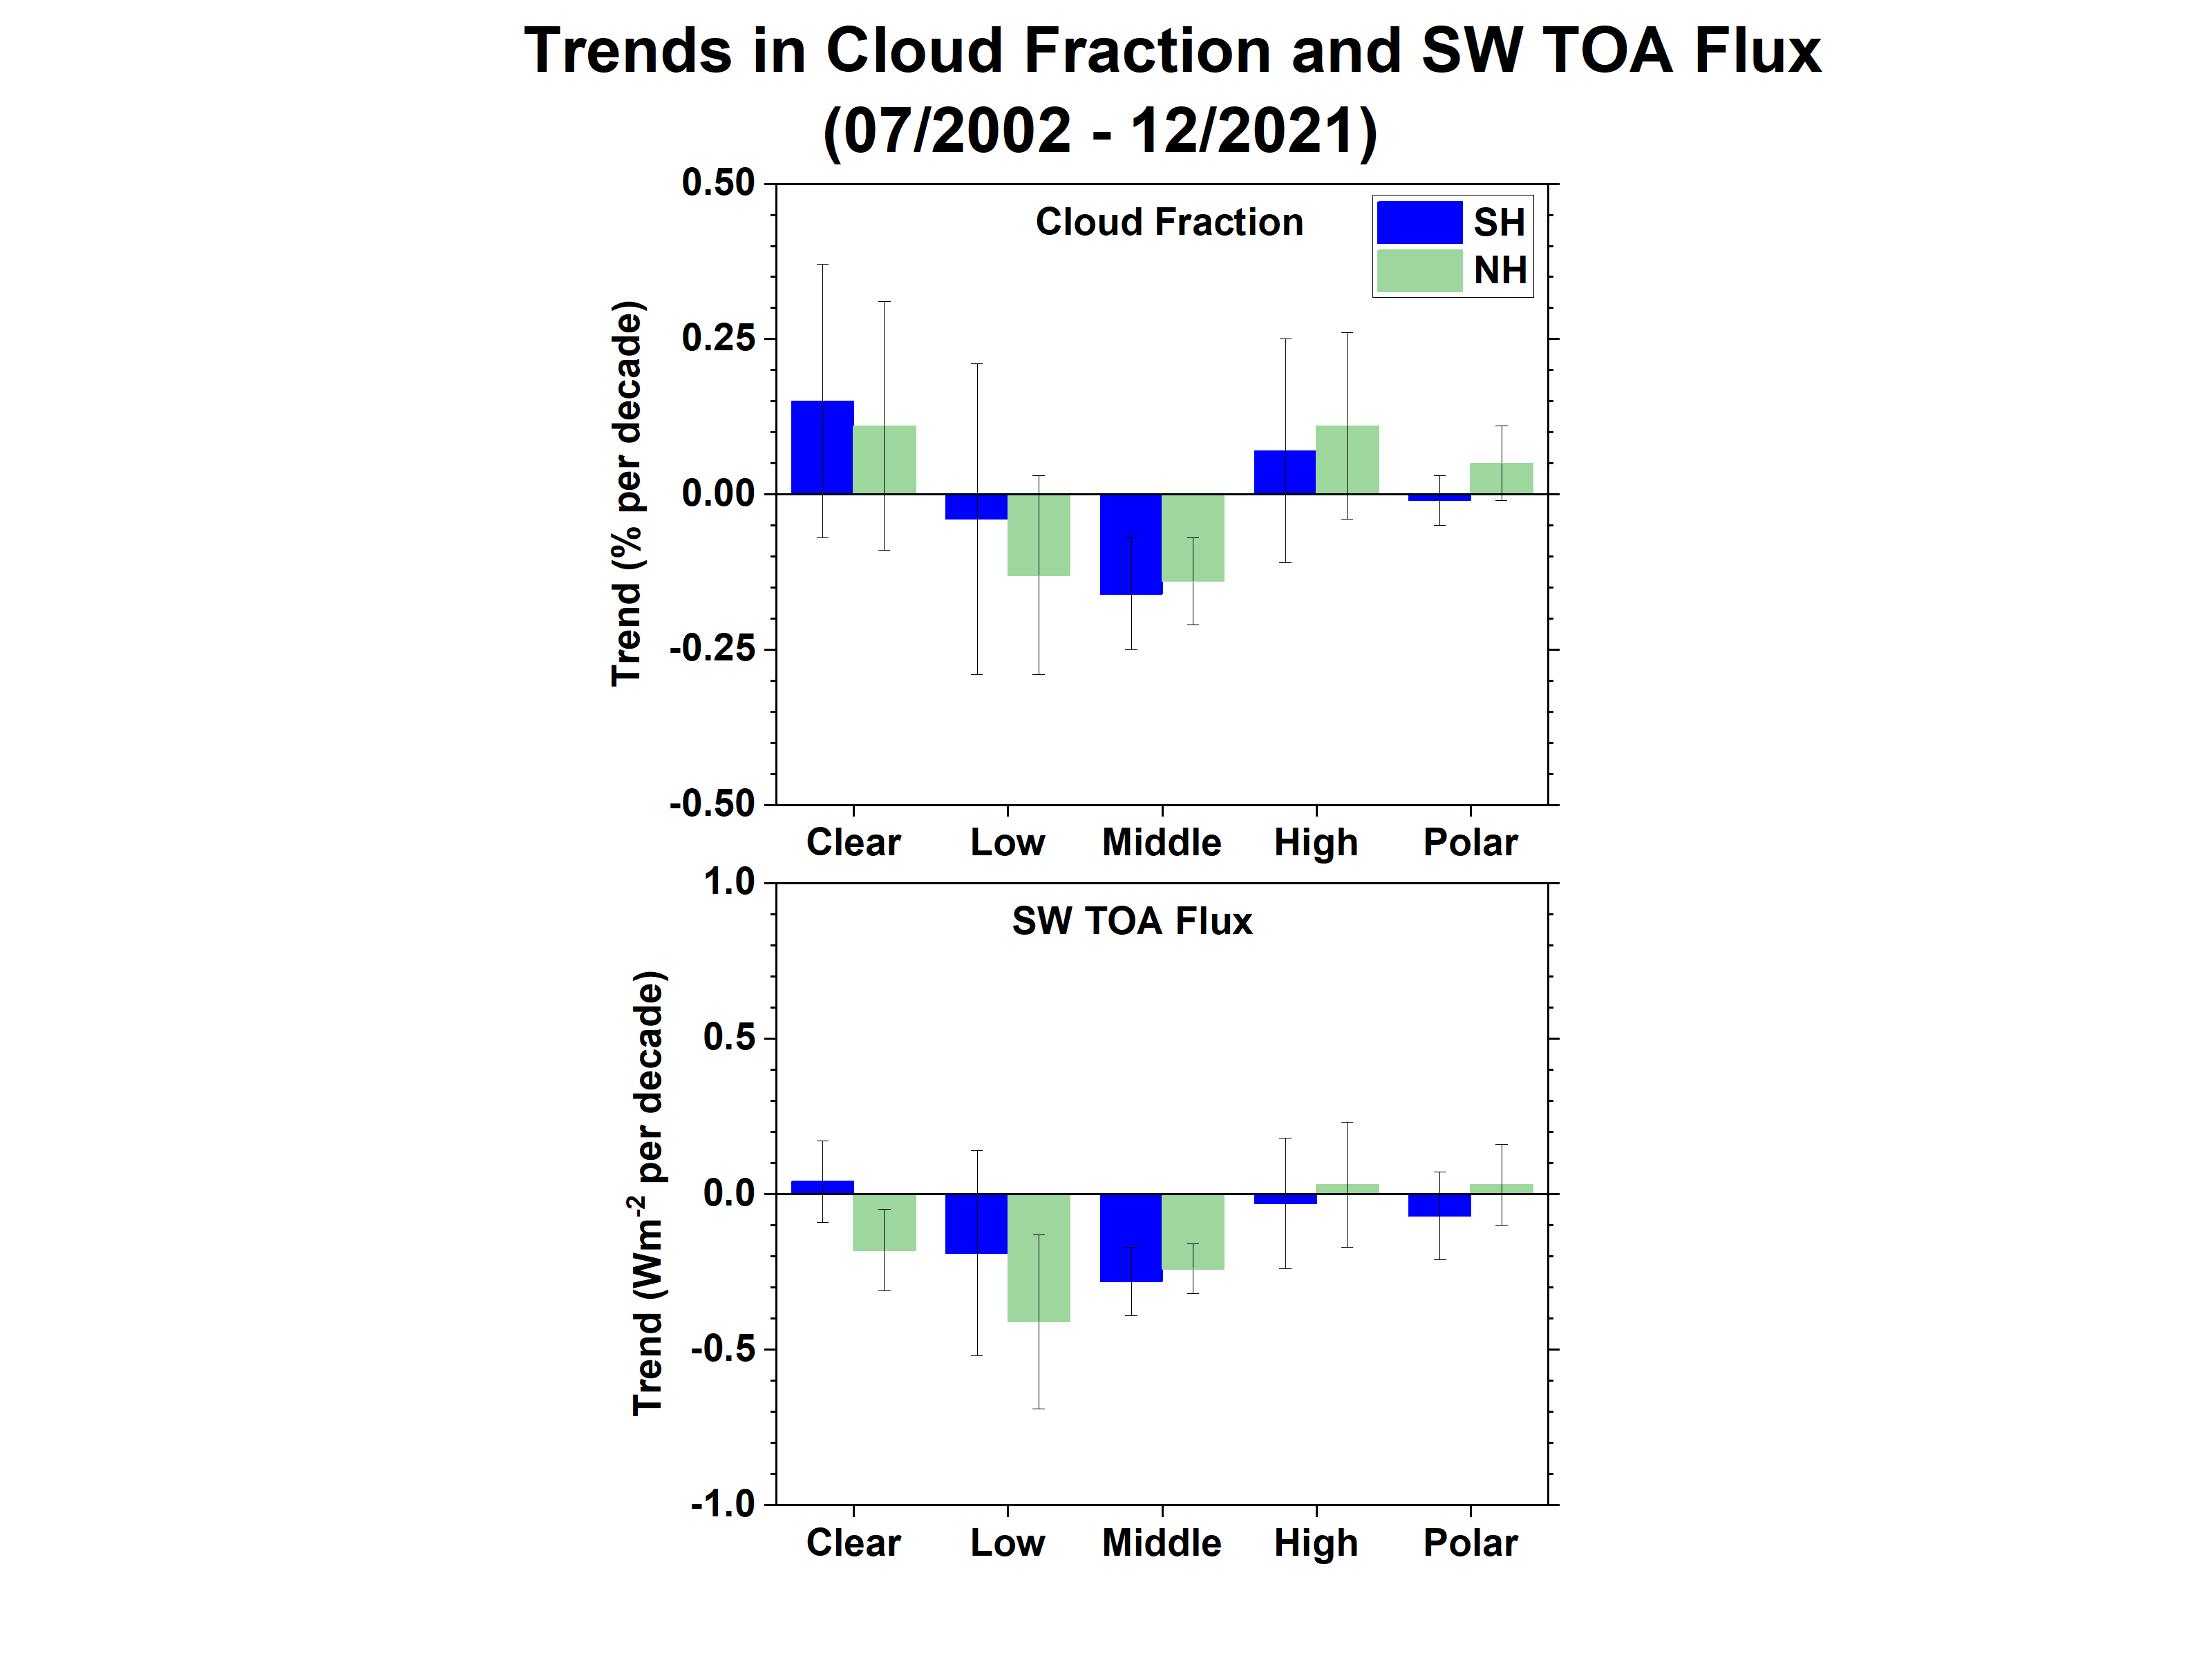 Trends in Cloud Fraction and SW TOA Flux
(07/2002 - 12/2021)
Cloud Fraction
SH
NH
Trend (% per decade)
0.50
0.25
0.00
-0.25
-0.50
Clear Low Middle High Polar
SW TOA Flux
Trend (Wm-2 per decade)
1.0
0.5
0.0
-0.5
-1.0
Clear Low Middle High Polar